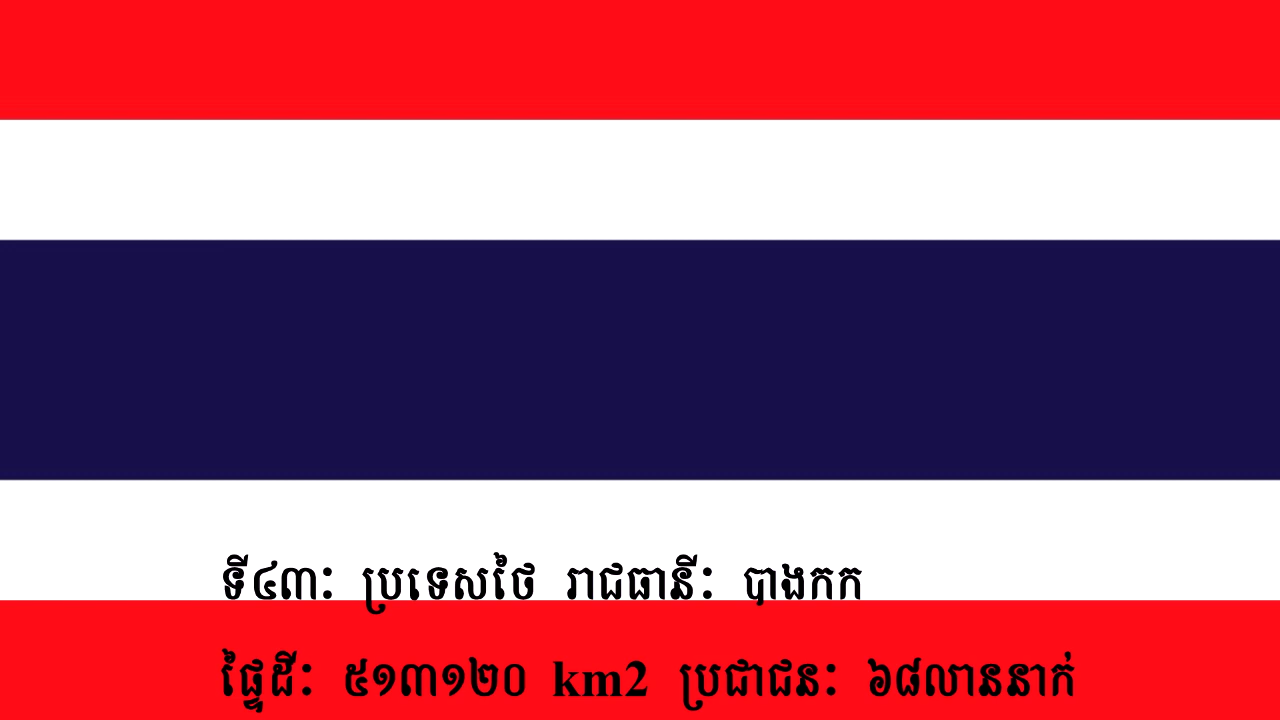 ទី៤៣ៈ ប្រទេសថៃ រាជធានីៈ បាងកក
ផ្ទៃដីៈ ៥១៣១២០ km2 ប្រជាជនៈ ៦៨លាននាក់